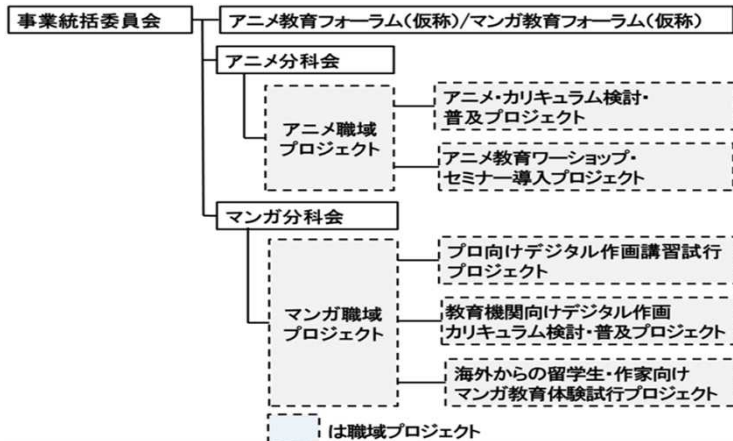 事業統括委員会
アニメ教育フォーラム(仮称)/マンガ教育フォーラム(仮称)
アニメ分科会
アニメ職域
プロジェクト
アニメ・カリキュラム検討・
普及プロジェクト
アニメ教育ワーショップ・
セミナー導入プロジェクト
マンガ分科会
マンガ職域
プロジェクト
プロ向けデジタル作画講習試行
プロジェクト
教育機関向けデジタル作画
カリキュラム検討・普及プロジェクト
海外からの留学生・作家向け
マンガ教育体験試行プロジェクト
は職域プロジェクト